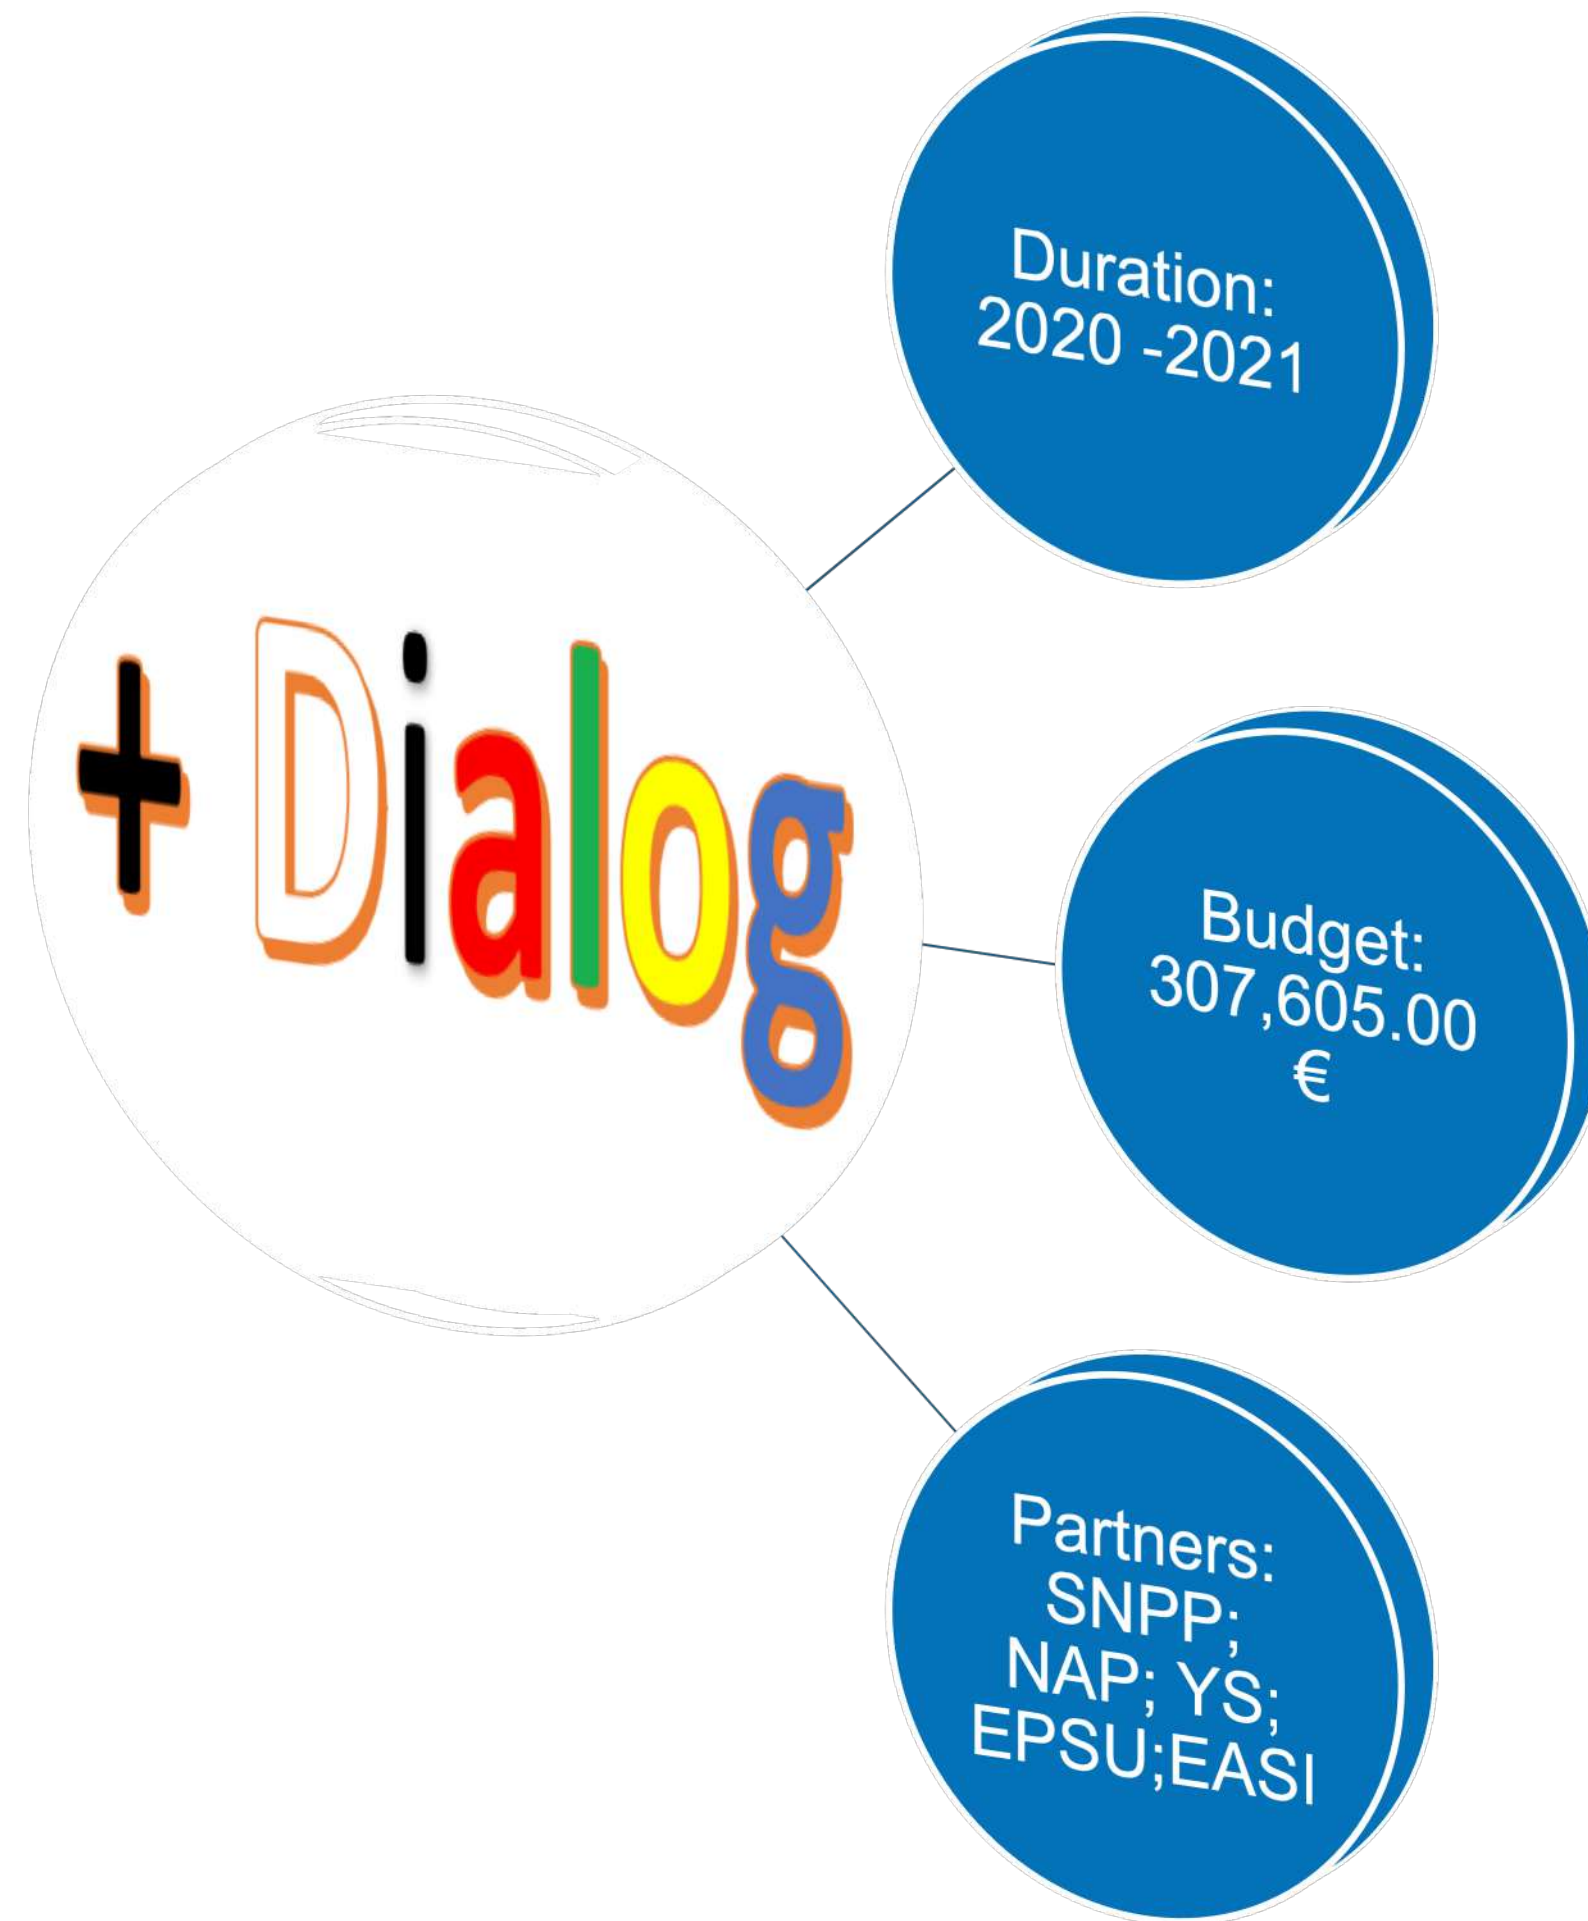 + Dialog
Duration:
2020 -2021
Budget:
307,605.00
€
Partners:
SNPP;
NAP; YS;
EPSU;EASI